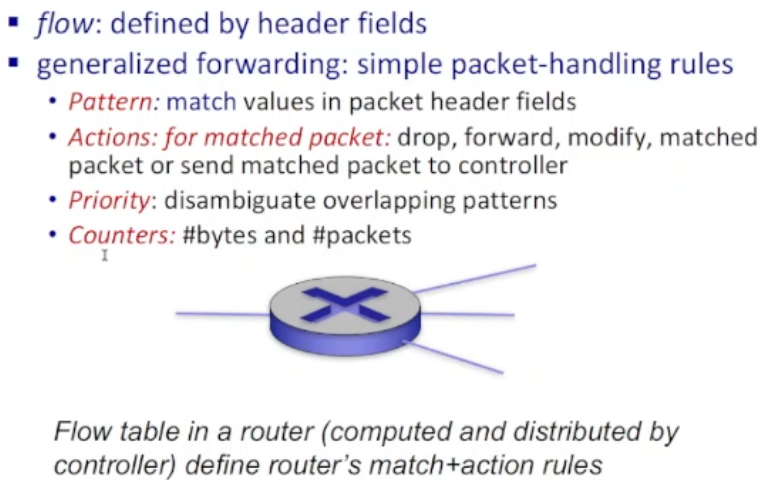 ▪ flow: defined by header fields
▪ generalized forwarding: simple packet-handling rules
• Pattern: match values in packet header fields
• Actions: for matched packet: drop, forward, modify, matched
packet or send matched packet to controller
• Priority: disambiguate overlapping patterns
• Counters: #bytes and #packets
Flow table in a router (computed and distributed by
controller) define router’s match+action rules